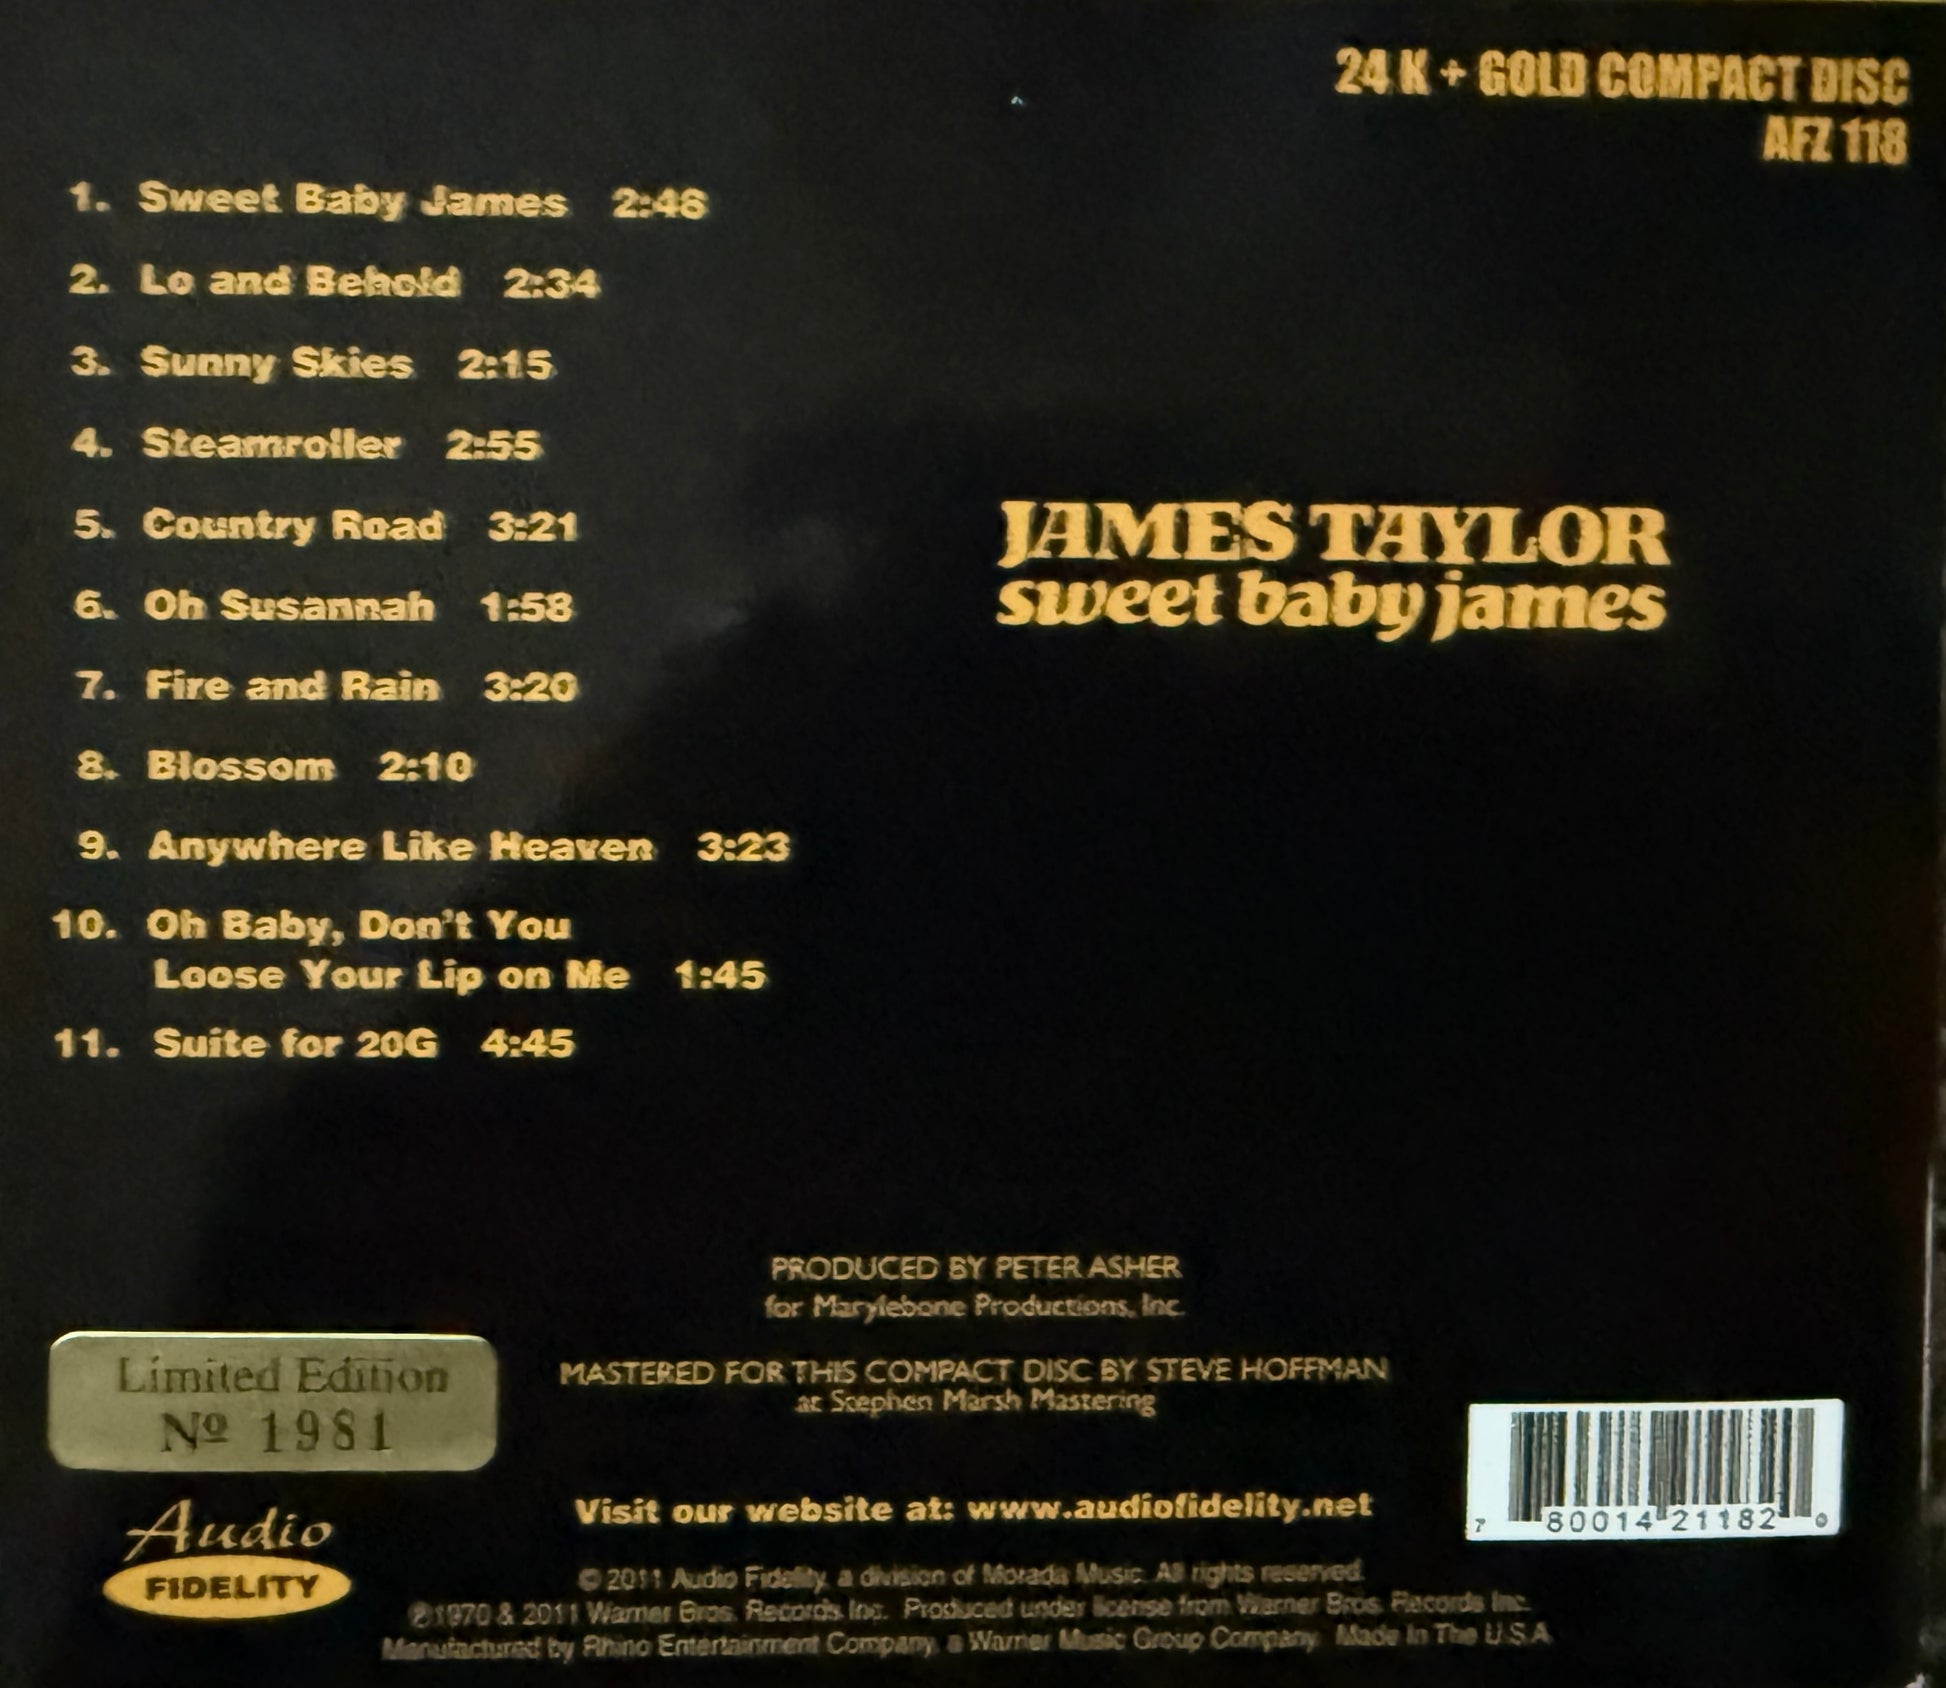 24 K + GOLD COMPACT DISC
AFZ 118
1. Sweet Baby James 2:46
2. Lo and Behold 2:34
3. Sunny Skies 2:15
4. Steamroller 2:55
5. Country Road 3:21
6. Oh Susannah 1:58
7. Fire and Rain 3:20
8. Blossom 2:10
9. Anywhere Like Heaven 3:23
10. Oh Baby, Don't You
Loose Your Lip on Me 1:45
11. Suite for 20G 4:45
JAMES TAYLOR
sweet baby james
PRODUCED BY PETER ASHER
for Marylebone Productions, Inc.
MASTERED FOR THIS COMPACT DISC BY STEVE HOFFMAN
at Stephen Marsh Mastering
Limited Edition
Nº 1981
Audio
FIDELITY
Visit our website at: www.audiofidelity.net
© 2011 Audio Fidelity, a division of Morada Music. All rights reserved.
℗1970 & 2011 Warner Bros. Records Inc. Produced under license from Warner Bros. Records Inc.
Manufactured by Rhino Entertainment Company, a Warner Music Group Company. Made In The U.S.A.
7 80014 21182 0